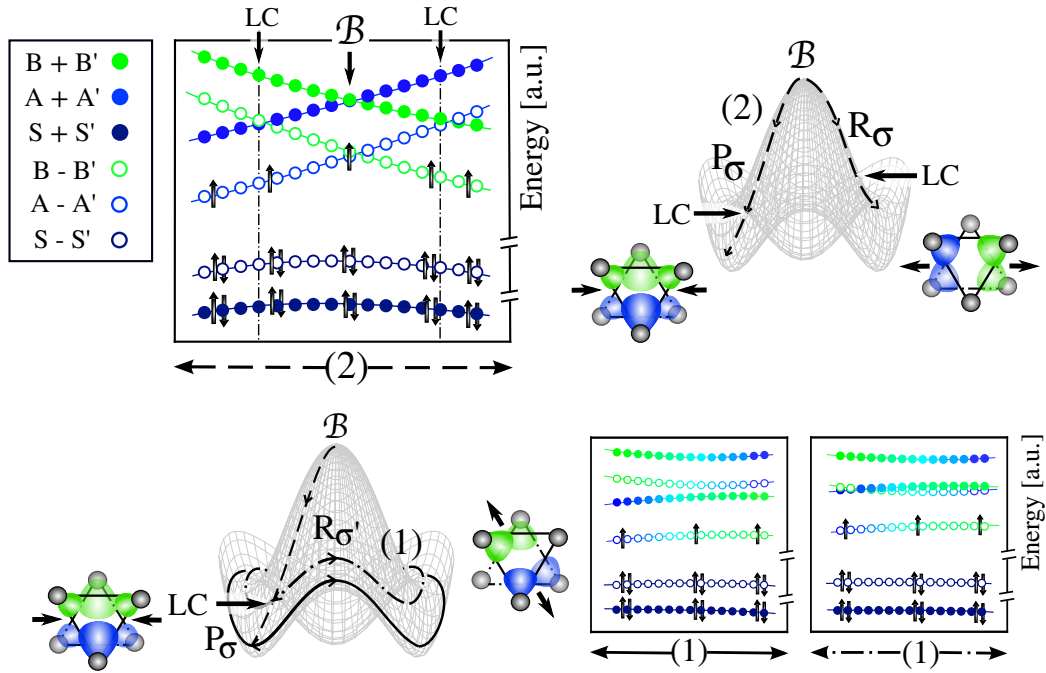 LC
ℬ
LC
B + B'
A + A'
S + S'
B - B'
A - A'
S - S'
Energy [a.u.]
(2)
ℬ
(2)
Rσ
Pσ
LC
LC
ℬ
Rσ'
(1)
LC
Pσ
Energy [a.u.]
(1)
(1)